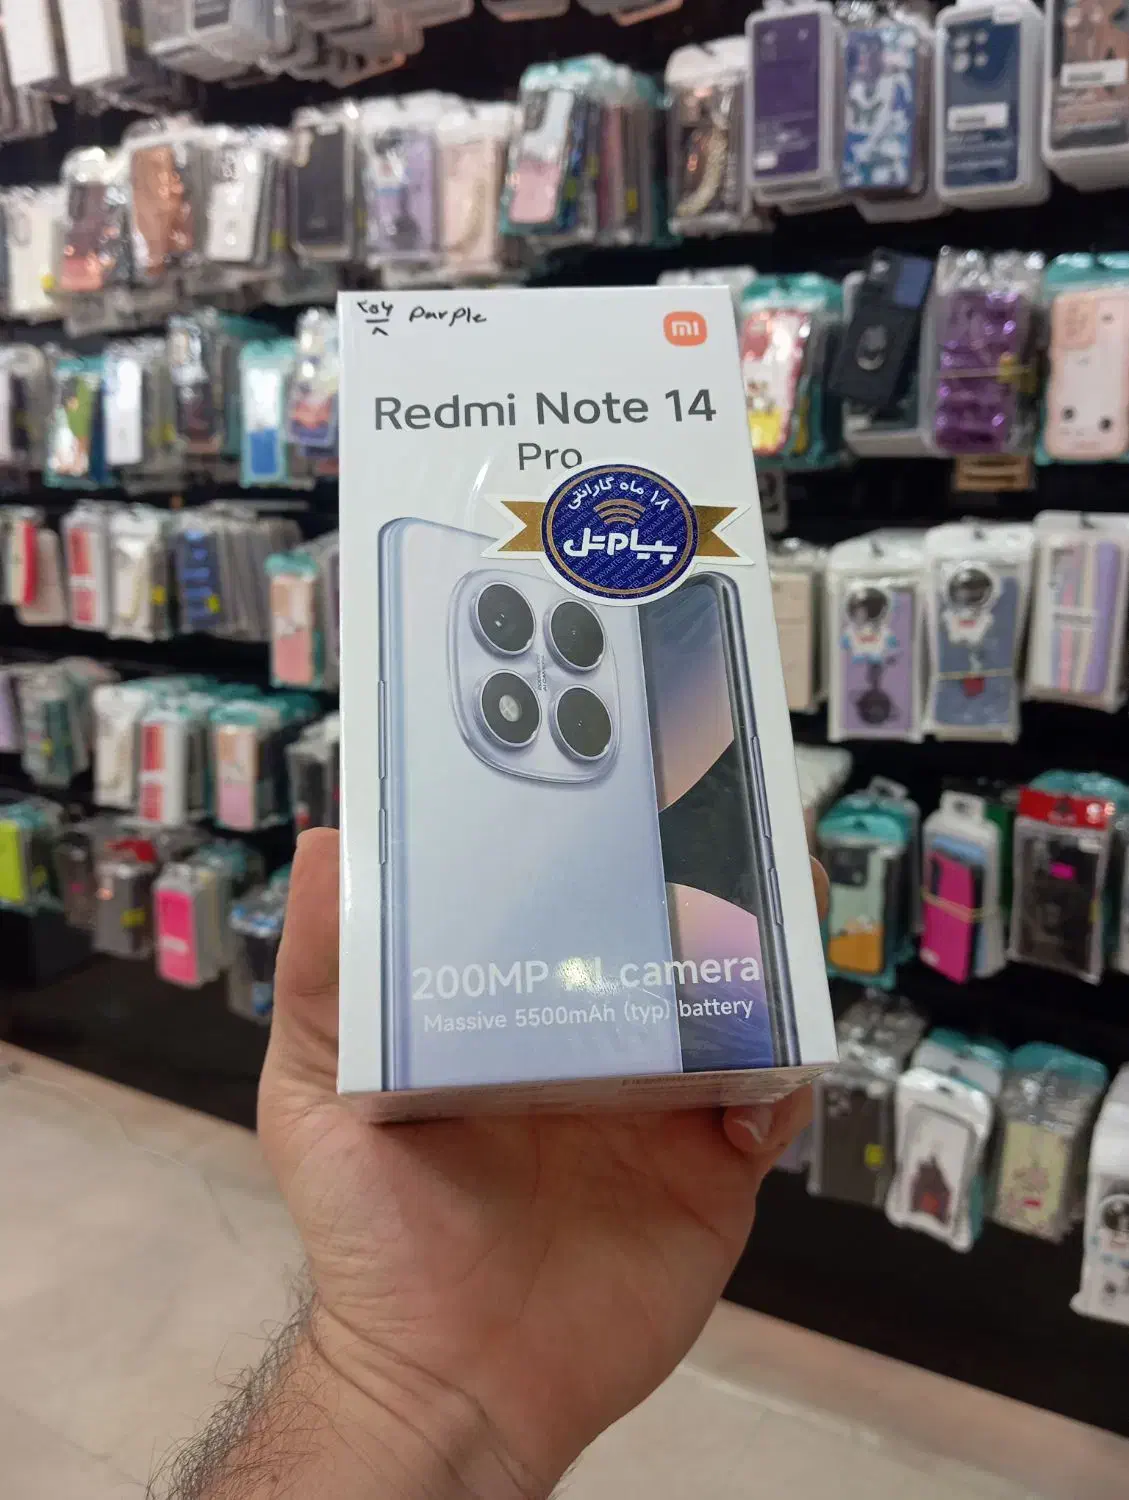 ۲۵۶ purple
۸
mi
Redmi Note 14
Pro
۱۸ ماه گارانتی
پیام‌تل
200MP AI camera
Massive 5500mAh (typ) battery